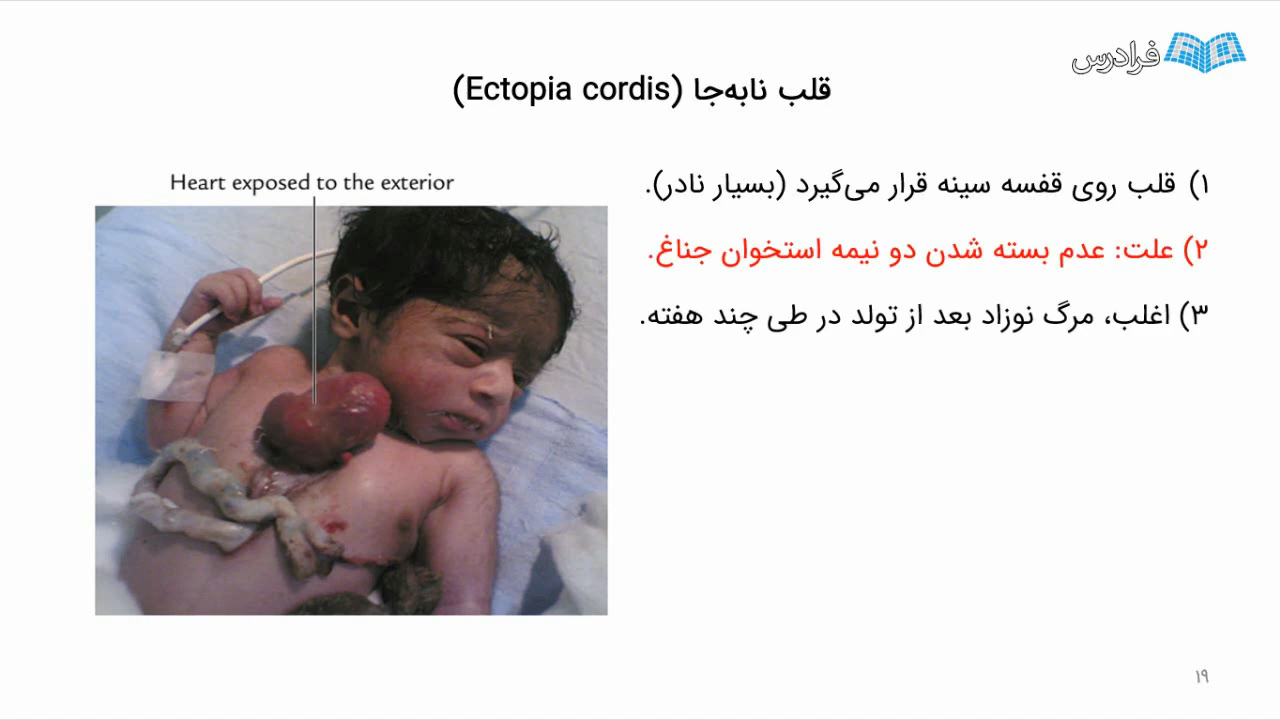 فرادرس
قلب نابه‌جا (Ectopia cordis)
Heart exposed to the exterior
۱) قلب روی قفسه سینه قرار می‌گیرد (بسیار نادر).
۲) علت: عدم بسته شدن دو نیمه استخوان جناغ.
۳) اغلب، مرگ نوزاد بعد از تولد در طی چند هفته.
۱۹